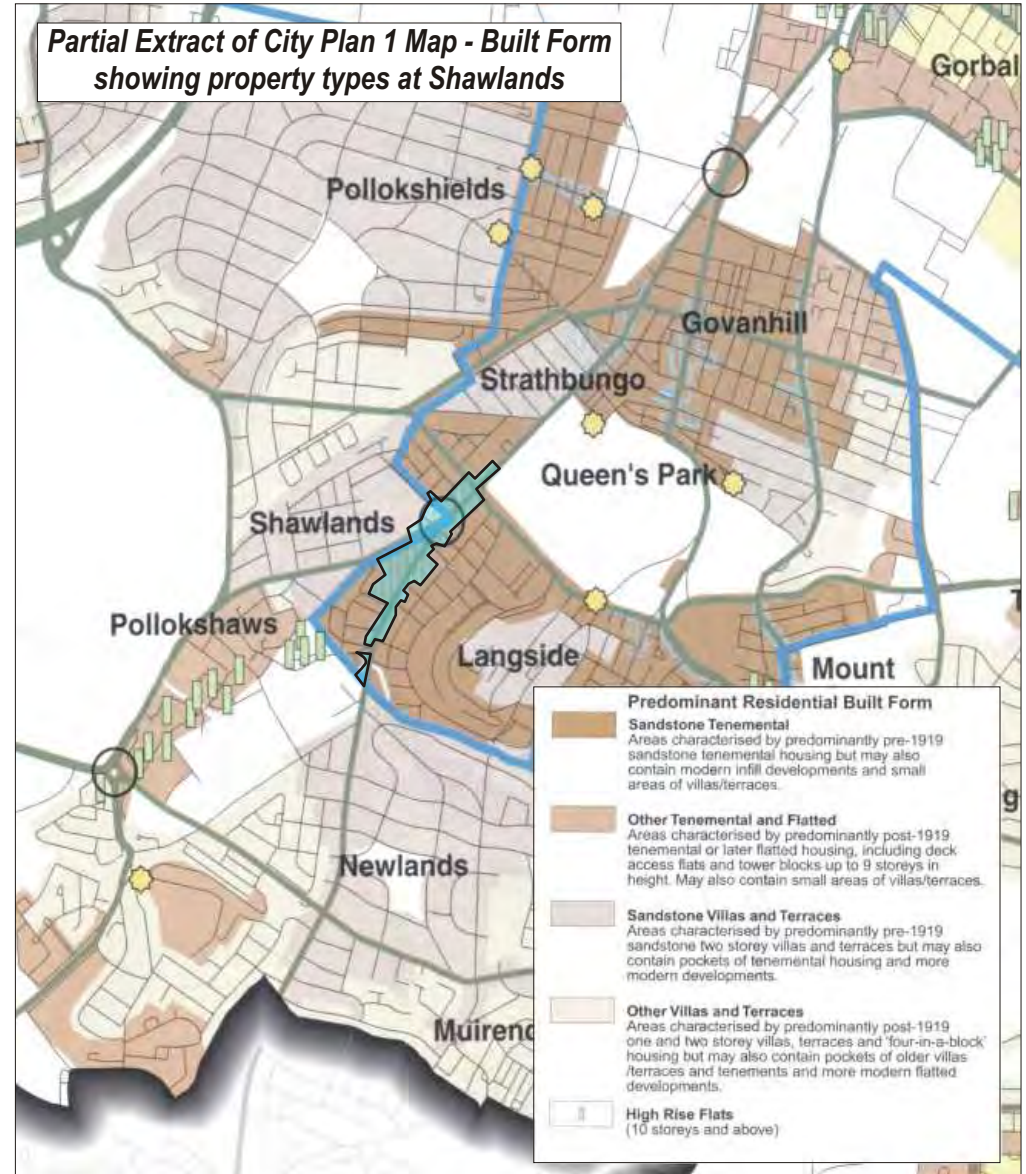 Partial Extract of City Plan 1 Map - Built Form
showing property types at Shawlands
Gorbal
Pollokshields
Govanhill
Strathbungo
Queen's Park
Shawlands
Pollokshaws
Langside
Mount
Newlands
Muirend
Predominant Residential Built Form
Sandstone Tenemental
Areas characterised by predominantly pre-1919
sandstone tenemental housing but may also
contain modern infill developments and small
areas of villas/terraces.
Other Tenemental and Flatted
Areas characterised by predominantly post-1919
tenemental or later flatted housing, including deck
access flats and tower blocks up to 9 storeys in
height. May also contain small areas of villas/terraces.
Sandstone Villas and Terraces
Areas characterised by predominantly pre-1919
sandstone two storey villas and terraces but may also
contain pockets of tenemental housing and more
modern developments.
Other Villas and Terraces
Areas characterised by predominantly post-1919
one and two storey villas, terraces and 'four-in-a-block'
housing but may also contain pockets of older villas
/terraces and tenements and more modern flatted
developments.
High Rise Flats
(10 storeys and above)